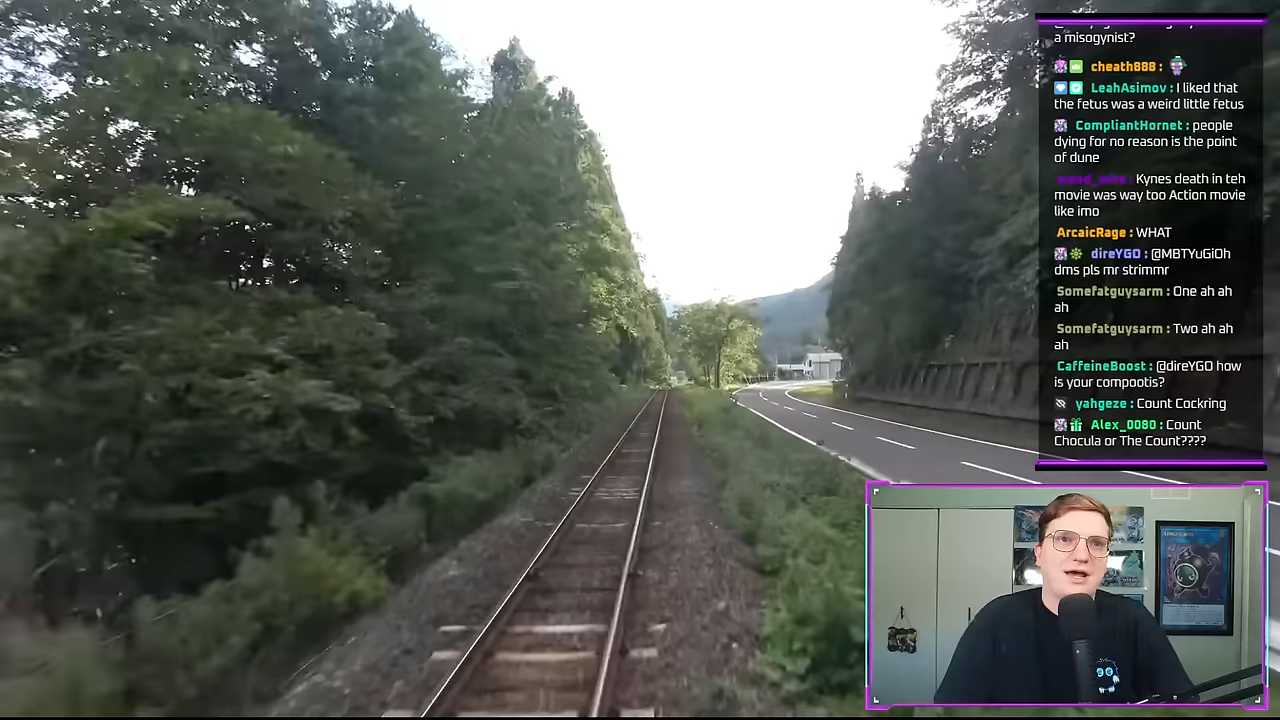 a misogynist?
cheath888 :
LeahAsimov : I liked that
the fetus was a weird little fetus
CompliantHornet : people
dying for no reason is the point
of dune
Kynes death in teh
movie was way too Action movie
like imo
ArcaicRage : WHAT
direYGO : @MBTYuGiOh
dms pls mr strimmr
Somefatguysarm : One ah ah
ah
Somefatguysarm : Two ah ah
ah
CaffeineBoost : @direYGO how
is your compootis?
yahgeze : Count Cockring
Alex_0080 : Count
Chocula or The Count????